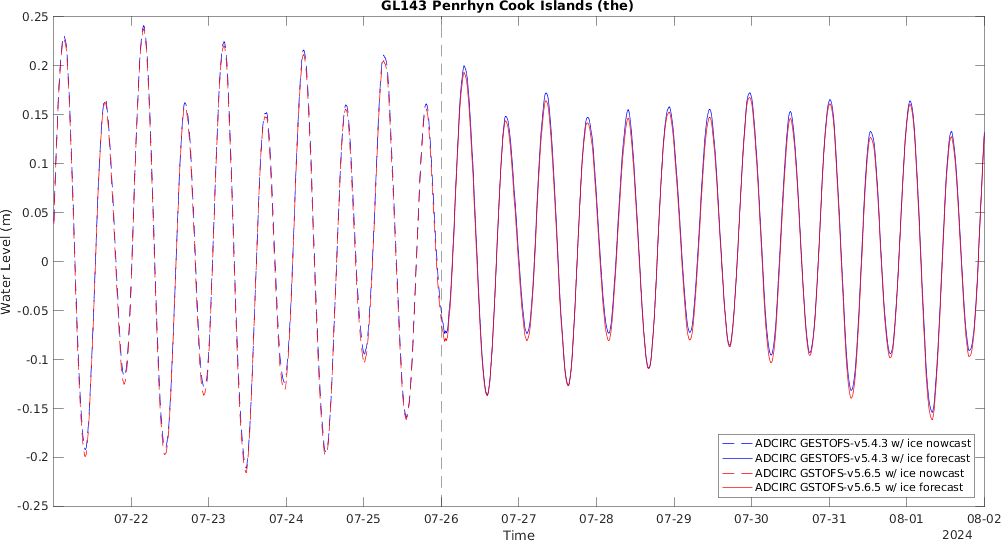 GL143 Penrhyn Cook Islands (the)
0.25
0.2
0.15
0.1
0.05
0
-0.05
-0.1
-0.15
-0.2
-0.25
Water Level (m)
ADCIRC GESTOFS-v5.4.3 w/ ice nowcast
ADCIRC GESTOFS-v5.4.3 w/ ice forecast
ADCIRC GSTOFS-v5.6.5 w/ ice nowcast
ADCIRC GSTOFS-v5.6.5 w/ ice forecast
07-22 07-23 07-24 07-25 07-26 07-27 07-28 07-29 07-30 07-31 08-01 08-02
Time
2024